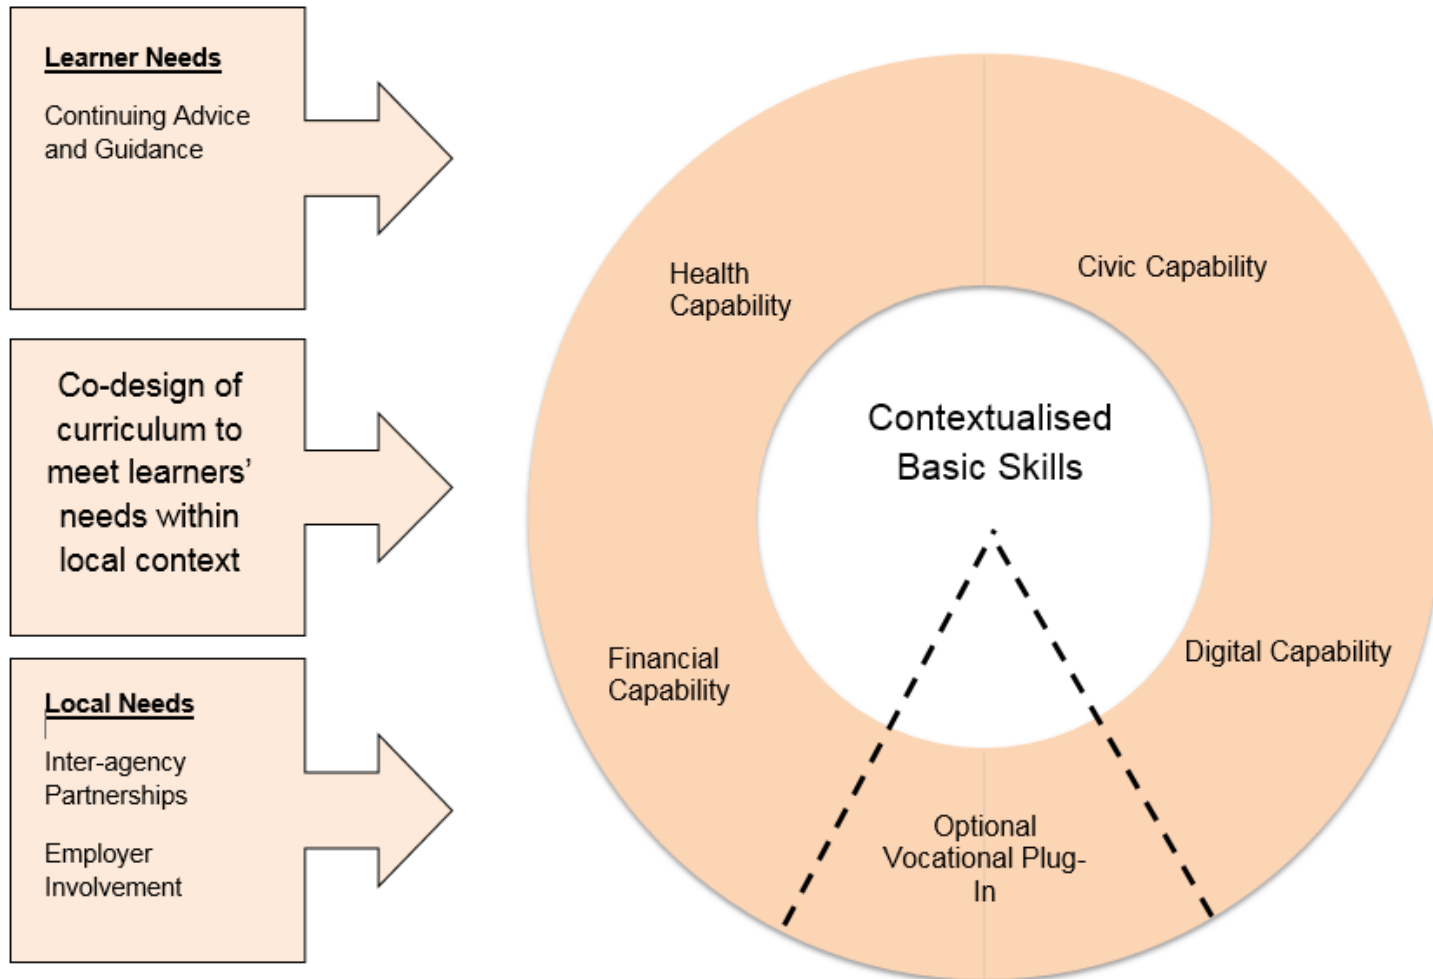 Learner Needs
Continuing Advice
and Guidance
Co-design of
curriculum to
meet learners’
needs within
local context
Local Needs
Inter-agency
Partnerships
Employer
Involvement
Health
Capability
Civic Capability
Contextualised
Basic Skills
Financial
Capability
Digital Capability
Optional
Vocational Plug-
In